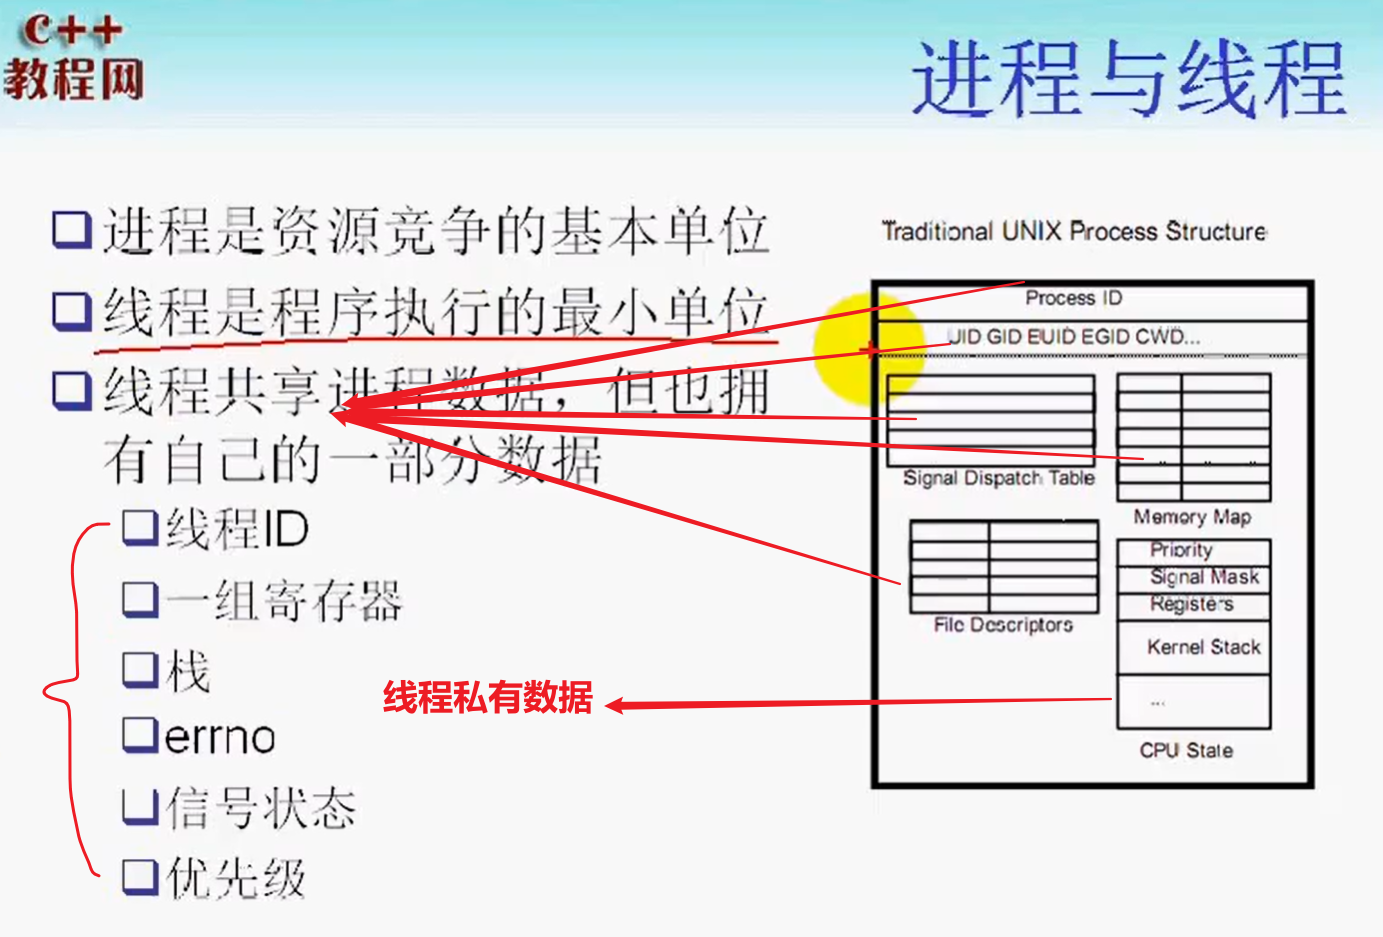 C++
教程网
进程与线程
进程是资源竞争的基本单位
线程是程序执行的最小单位
线程共享进程数据，但也拥
有自己的一部分数据
线程ID
一组寄存器
栈
errno
信号状态
优先级
线程私有数据
Traditional UNIX Process Structure
Process ID
UID GID EUID EGID CWD...
Signal Dispatch Table
Memory Map
File Descriptors
Priority
Signal Mask
Registers
Kernel Stack
...
CPU State